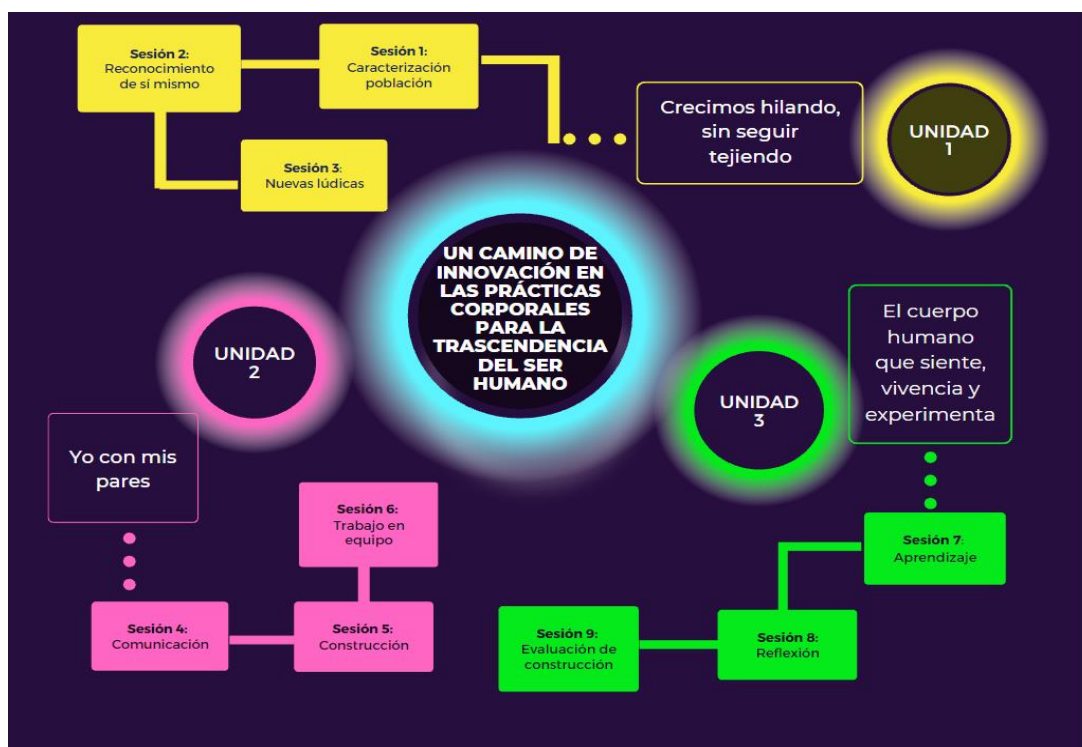 UN CAMINO DE
INNOVACIÓN EN
LAS PRÁCTICAS
CORPORALES
PARA LA
TRASCENDENCIA
DEL SER
HUMANO
UNIDAD
1
Crecimos hilando,
sin seguir
tejiendo
Sesión 1:
Caracterización
población
Sesión 2:
Reconocimiento
de sí mismo
Sesión 3:
Nuevas lúdicas
UNIDAD
2
Yo con mis
pares
Sesión 4:
Comunicación
Sesión 5:
Construcción
Sesión 6:
Trabajo en
equipo
UNIDAD
3
El cuerpo
humano
que siente,
vivencia y
experimenta
Sesión 7:
Aprendizaje
Sesión 8:
Reflexión
Sesión 9:
Evaluación de
construcción